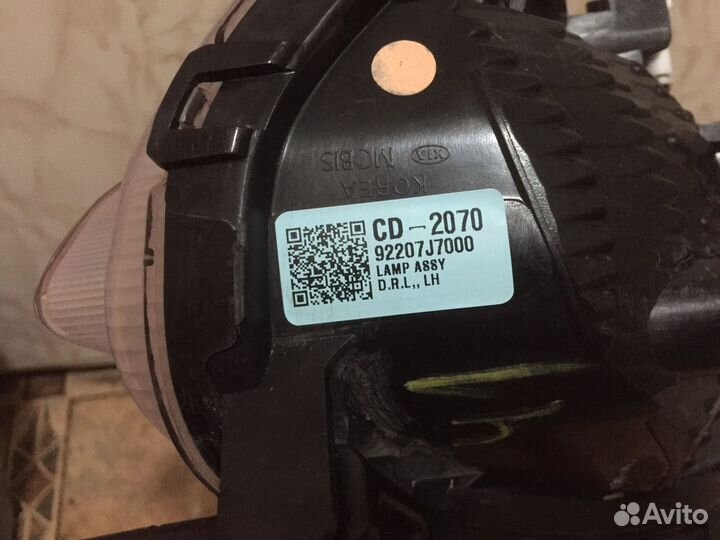 KIA
MOBIS
KOREA
CD-2070
92207J7000
LAMP ASSY
D.R.L,, LH
Avito